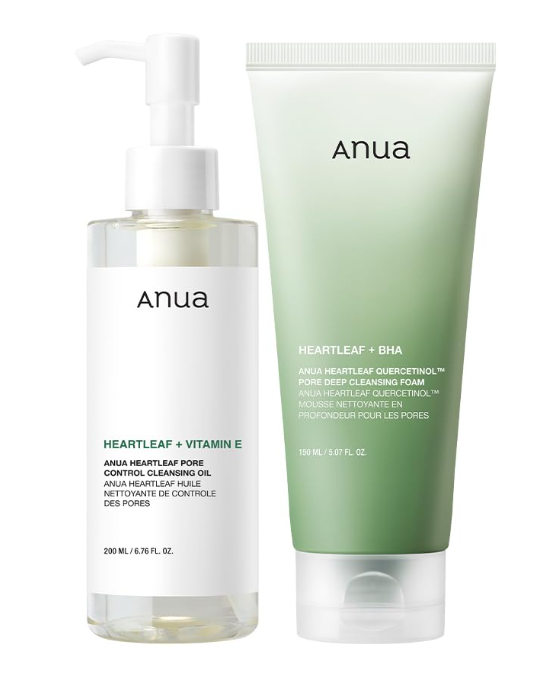 Anua
HEARTLEAF + VITAMIN E
ANUA HEARTLEAF PORE
CONTROL CLEANSING OIL
ANUA HEARTLEAF HUILE
NETTOYANTE DE CONTROLE
DES PORES
200 ML / 6.76 FL. OZ.
Anua
HEARTLEAF + BHA
ANUA HEARTLEAF QUERCETINOL™
PORE DEEP CLEANSING FOAM
ANUA HEARTLEAF QUERCETINOL™
MOUSSE NETTOYANTE EN
PROFONDEUR POUR LES PORES
150 ML / 5.07 FL. OZ.